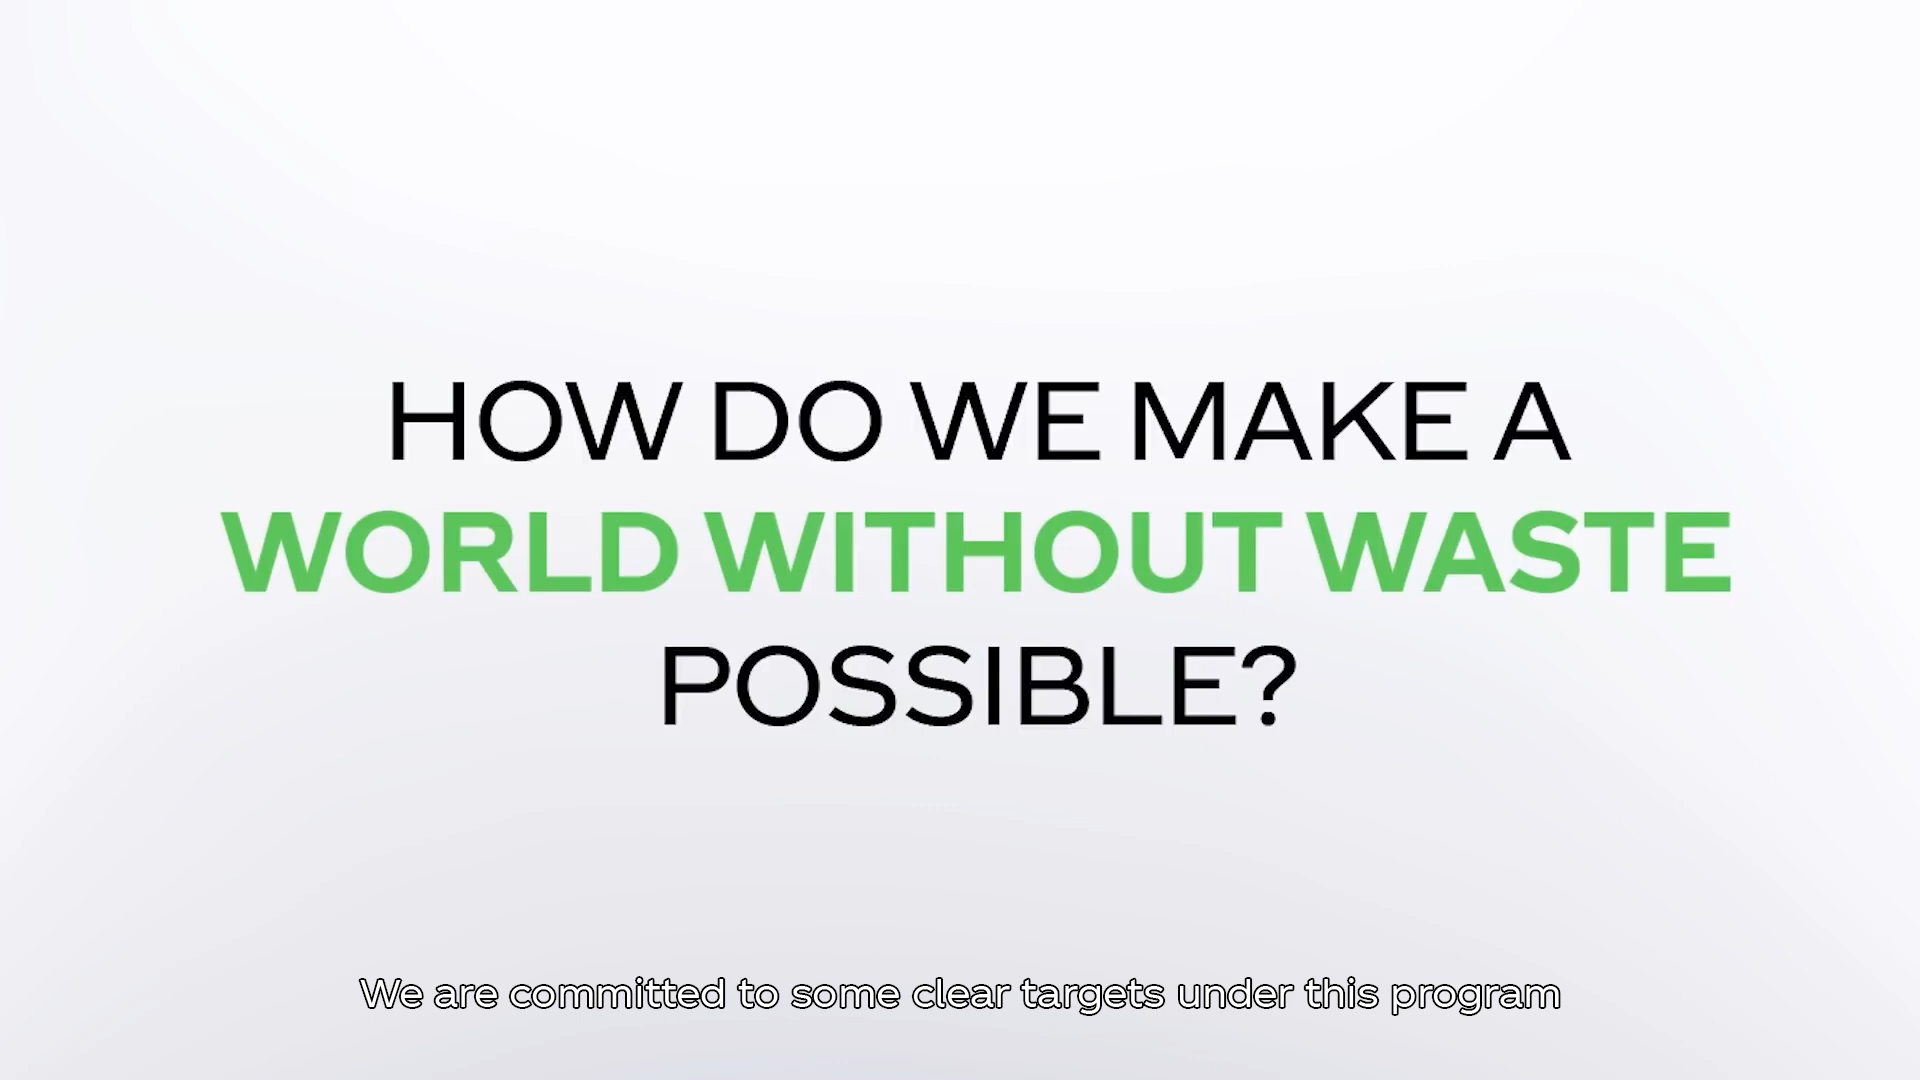 HOW DO WE MAKE A
WORLD WITHOUT WASTE
POSSIBLE?
We are committed to some clear targets under this program